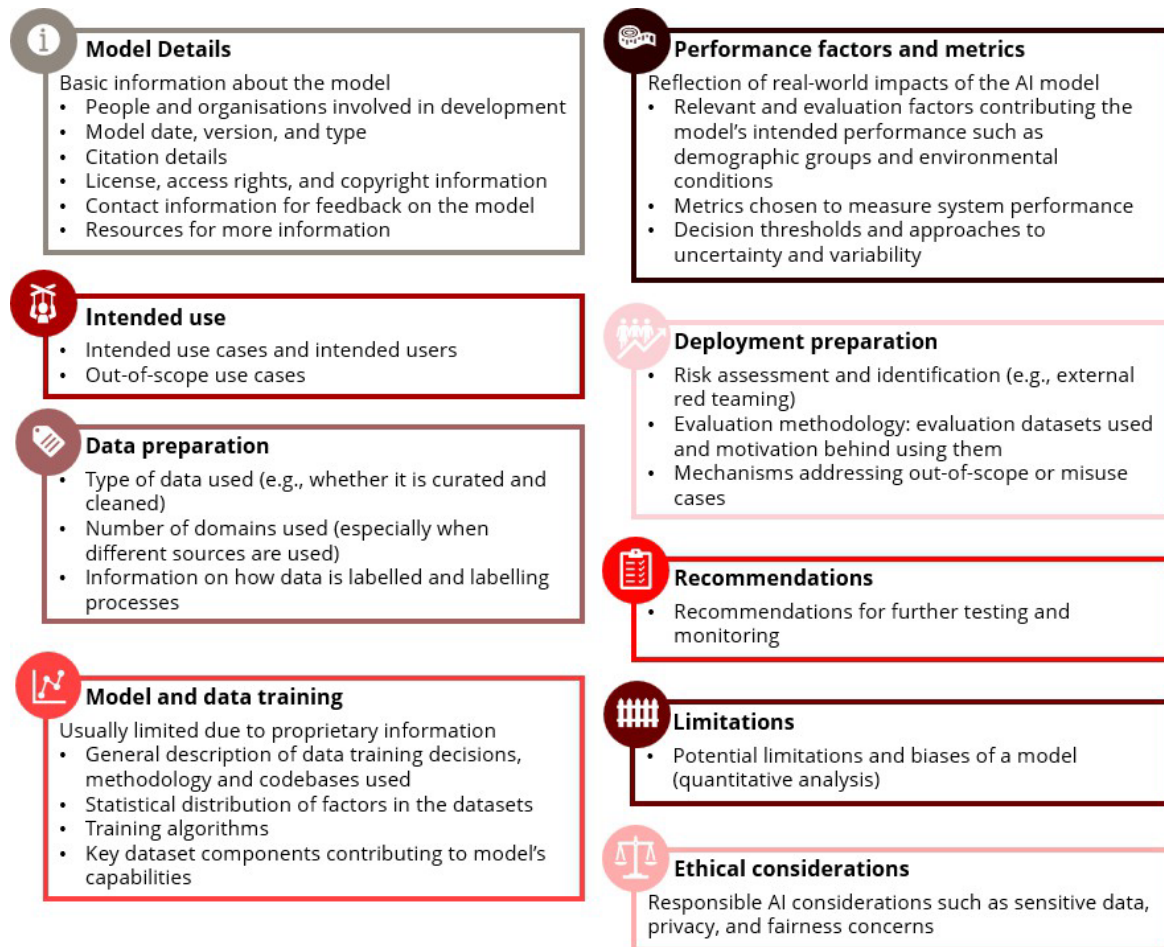 Model Details
Basic information about the model
• People and organisations involved in development
• Model date, version, and type
• Citation details
• License, access rights, and copyright information
• Contact information for feedback on the model
• Resources for more information
Intended use
• Intended use cases and intended users
• Out-of-scope use cases
Data preparation
• Type of data used (e.g., whether it is curated and
cleaned)
• Number of domains used (especially when
different sources are used)
• Information on how data is labelled and labelling
processes
Model and data training
Usually limited due to proprietary information
• General description of data training decisions,
methodology and codebases used
• Statistical distribution of factors in the datasets
• Training algorithms
• Key dataset components contributing to model's
capabilities
Performance factors and metrics
Reflection of real-world impacts of the AI model
• Relevant and evaluation factors contributing the
model's intended performance such as
demographic groups and environmental
conditions
• Metrics chosen to measure system performance
• Decision thresholds and approaches to
uncertainty and variability
Deployment preparation
• Risk assessment and identification (e.g., external
red teaming)
• Evaluation methodology: evaluation datasets used
and motivation behind using them
• Mechanisms addressing out-of-scope or misuse
cases
Recommendations
• Recommendations for further testing and
monitoring
Limitations
• Potential limitations and biases of a model
(quantitative analysis)
Ethical considerations
Responsible AI considerations such as sensitive data,
privacy, and fairness concerns